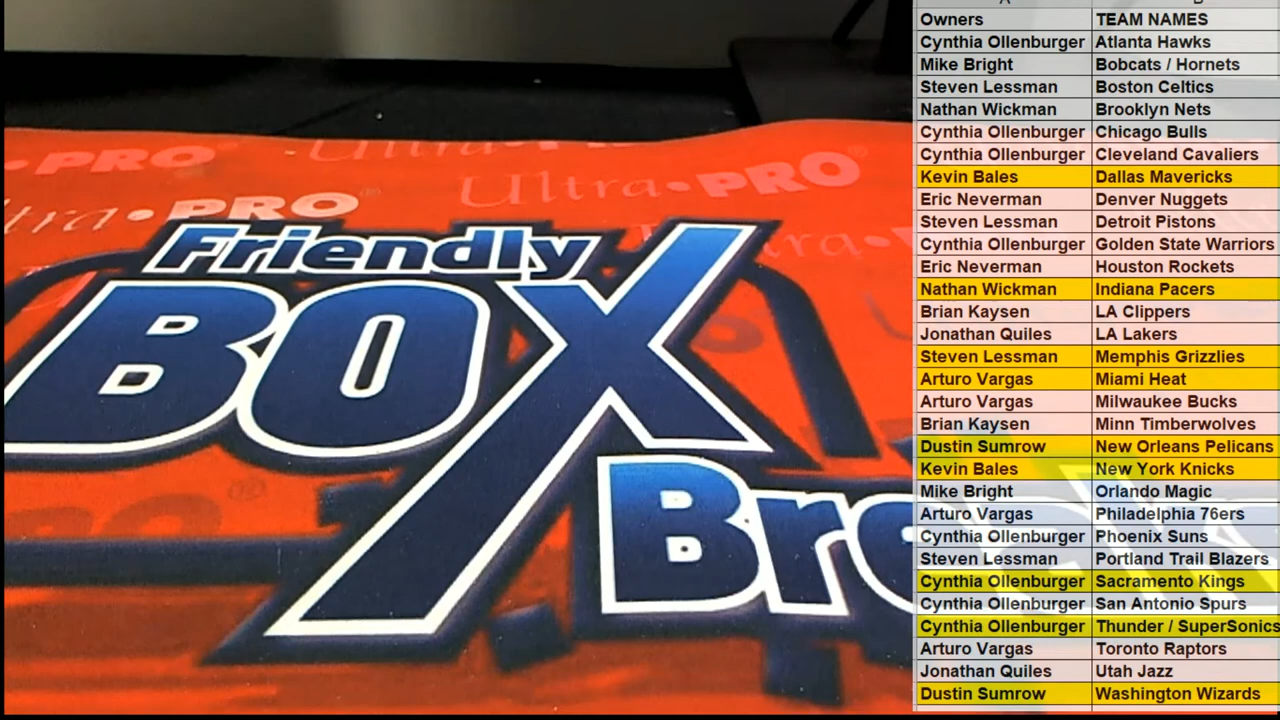 A B
Owners TEAM NAMES
Cynthia Ollenburger Atlanta Hawks
Mike Bright Bobcats / Hornets
Steven Lessman Boston Celtics
Nathan Wickman Brooklyn Nets
Cynthia Ollenburger Chicago Bulls
Cynthia Ollenburger Cleveland Cavaliers
Kevin Bales Dallas Mavericks
Eric Neverman Denver Nuggets
Steven Lessman Detroit Pistons
Cynthia Ollenburger Golden State Warriors
Eric Neverman Houston Rockets
Nathan Wickman Indiana Pacers
Brian Kaysen LA Clippers
Jonathan Quiles LA Lakers
Steven Lessman Memphis Grizzlies
Arturo Vargas Miami Heat
Arturo Vargas Milwaukee Bucks
Brian Kaysen Minn Timberwolves
Dustin Sumrow New Orleans Pelicans
Kevin Bales New York Knicks
Mike Bright Orlando Magic
Arturo Vargas Philadelphia 76ers
Cynthia Ollenburger Phoenix Suns
Steven Lessman Portland Trail Blazers
Cynthia Ollenburger Sacramento Kings
Cynthia Ollenburger San Antonio Spurs
Cynthia Ollenburger Thunder / SuperSonics
Arturo Vargas Toronto Raptors
Jonathan Quiles Utah Jazz
Dustin Sumrow Washington Wizards
PRO®
Ultra
Ultra•PRO®
tra•PRO®
Friendly
BOX
Bro